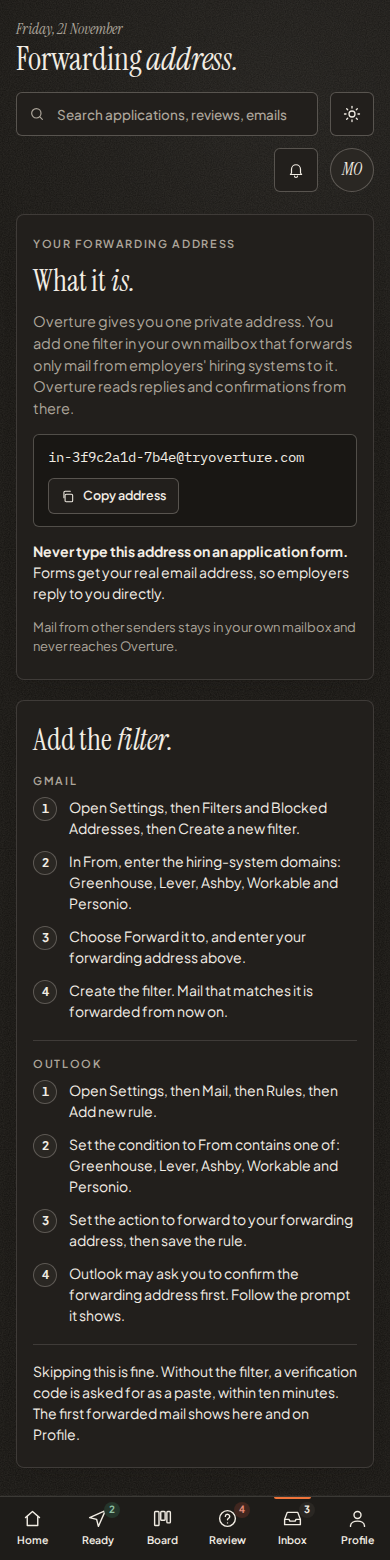 Friday, 21 November
Forwarding address.
Search applications, reviews, emails
MO
YOUR FORWARDING ADDRESS
What it is.
Overture gives you one private address. You
add one filter in your own mailbox that forwards
only mail from employers' hiring systems to it.
Overture reads replies and confirmations from
there.
in-3f9c2a1d-7b4e@tryoverture.com
Copy address
Never type this address on an application form.
Forms get your real email address, so employers
reply to you directly.
Mail from other senders stays in your own mailbox and
never reaches Overture.
Add the filter.
GMAIL
1 Open Settings, then Filters and Blocked
Addresses, then Create a new filter.
2 In From, enter the hiring-system domains:
Greenhouse, Lever, Ashby, Workable and
Personio.
3 Choose Forward it to, and enter your
forwarding address above.
4 Create the filter. Mail that matches it is
forwarded from now on.
OUTLOOK
1 Open Settings, then Mail, then Rules, then
Add new rule.
2 Set the condition to From contains one of:
Greenhouse, Lever, Ashby, Workable and
Personio.
3 Set the action to forward to your forwarding
address, then save the rule.
4 Outlook may ask you to confirm the
forwarding address first. Follow the prompt
it shows.
Skipping this is fine. Without the filter, a verification
code is asked for as a paste, within ten minutes.
The first forwarded mail shows here and on
Profile.
2 4 3
Home Ready Board Review Inbox Profile